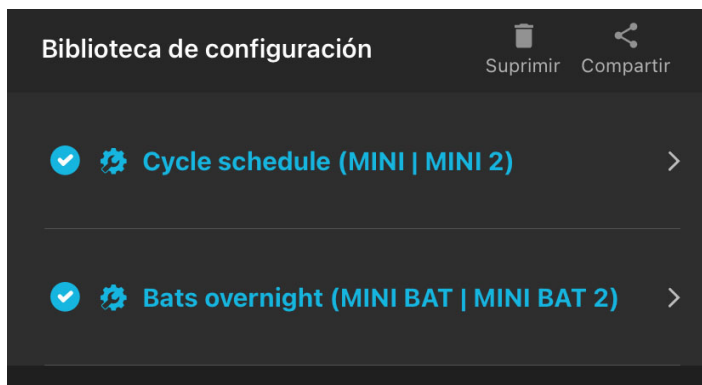 Biblioteca de configuración
Suprimir Compartir
Cycle schedule (MINI | MINI 2)
Bats overnight (MINI BAT | MINI BAT 2)